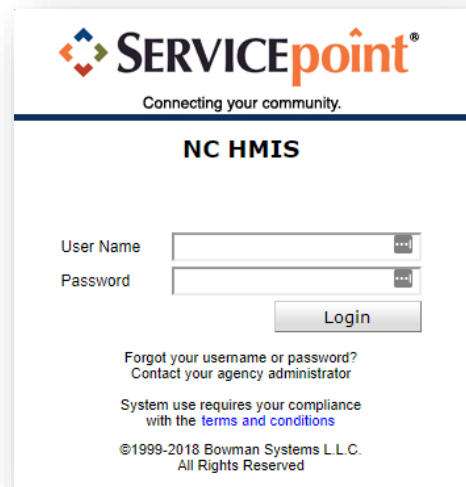 SERVICEpoint®
Connecting your community.
NC HMIS
User Name
Password
Login
Forgot your username or password?
Contact your agency administrator
System use requires your compliance
with the terms and conditions
©1999-2018 Bowman Systems L.L.C.
All Rights Reserved